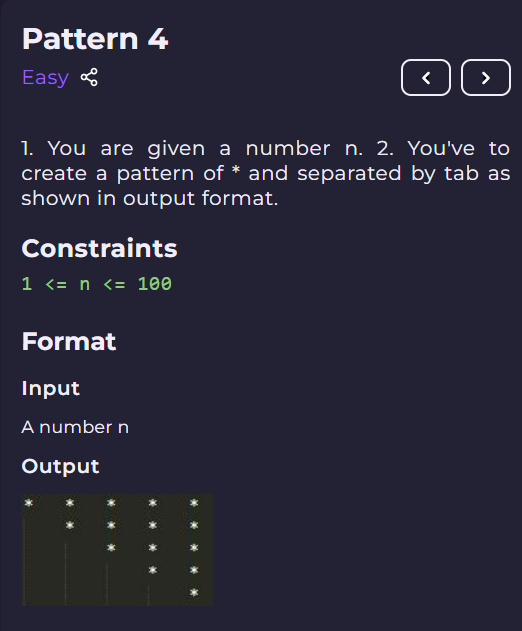 Pattern 4
Easy
1. You are given a number n. 2. You've to
create a pattern of * and separated by tab as
shown in output format.
Constraints
1 <= n <= 100
Format
Input
A number n
Output
* * * * *
* * * *
* * *
* *
*